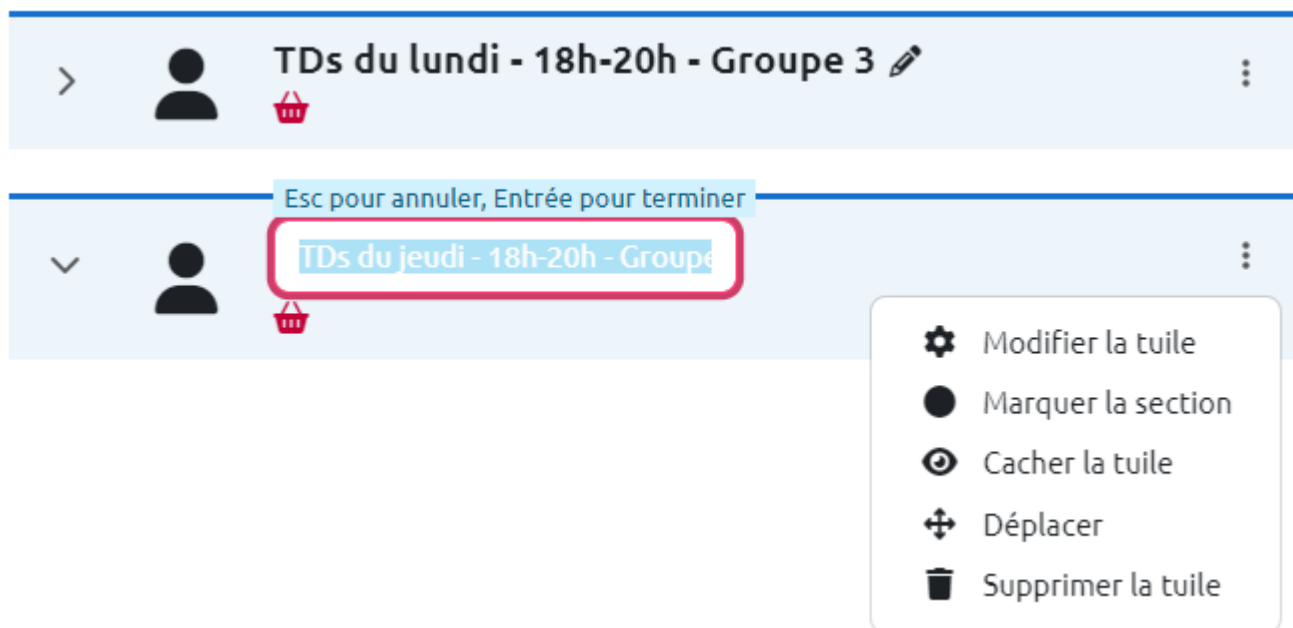 TDs du lundi - 18h-20h - Groupe 3
Esc pour annuler, Entrée pour terminer
TDs du jeudi - 18h-20h - Groupe
Modifier la tuile
Marquer la section
Cacher la tuile
Déplacer
Supprimer la tuile